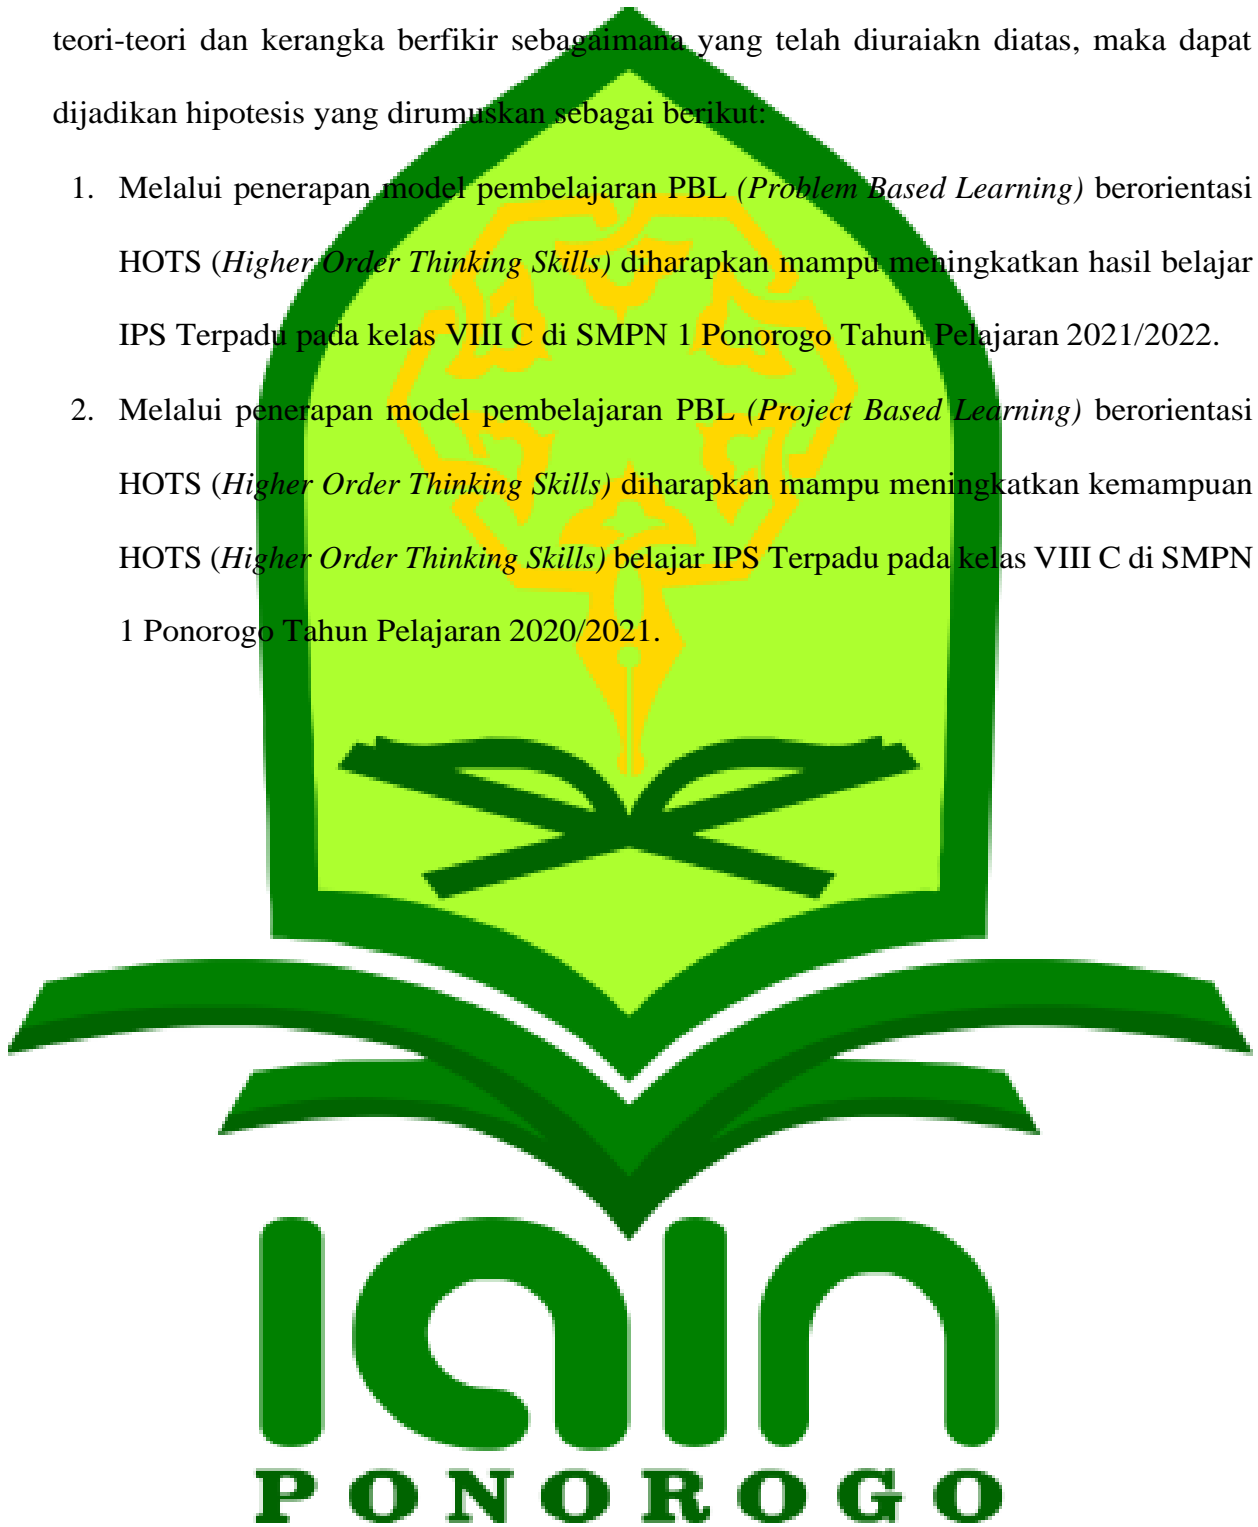 teori-teori dan kerangka berfikir sebagaimana yang telah diuraiakn diatas, maka dapat
dijadikan hipotesis yang dirumuskan sebagai berikut:
1. Melalui penerapan model pembelajaran PBL (Problem Based Learning) berorientasi
HOTS (Higher Order Thinking Skills) diharapkan mampu meningkatkan hasil belajar
IPS Terpadu pada kelas VIII C di SMPN 1 Ponorogo Tahun Pelajaran 2021/2022.
2. Melalui penerapan model pembelajaran PBL (Project Based Learning) berorientasi
HOTS (Higher Order Thinking Skills) diharapkan mampu meningkatkan kemampuan
HOTS (Higher Order Thinking Skills) belajar IPS Terpadu pada kelas VIII C di SMPN
1 Ponorogo Tahun Pelajaran 2020/2021.
iain
PONOROGO